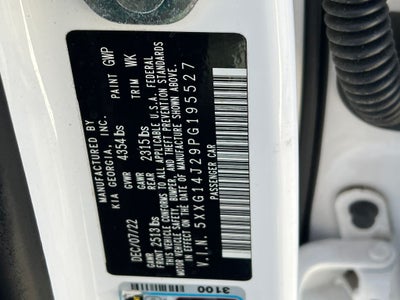 MANUFACTURED BY
KIA GEORGIA, INC.
PAINT GWP
TRIM WK
DEC/07/22
GVWR 4354 lbs
GAWR FRONT 2513 lbs
GAWR REAR 2315 lbs
THIS VEHICLE CONFORMS TO ALL APPLICABLE U.S.A. FEDERAL
MOTOR VEHICLE SAFETY, BUMPER, AND THEFT PREVENTION STANDARDS
IN EFFECT ON THE DATE OF MANUFACTURE SHOWN ABOVE.
V.I.N. 5XXG14J29PG195527
PASSENGER CAR
3100